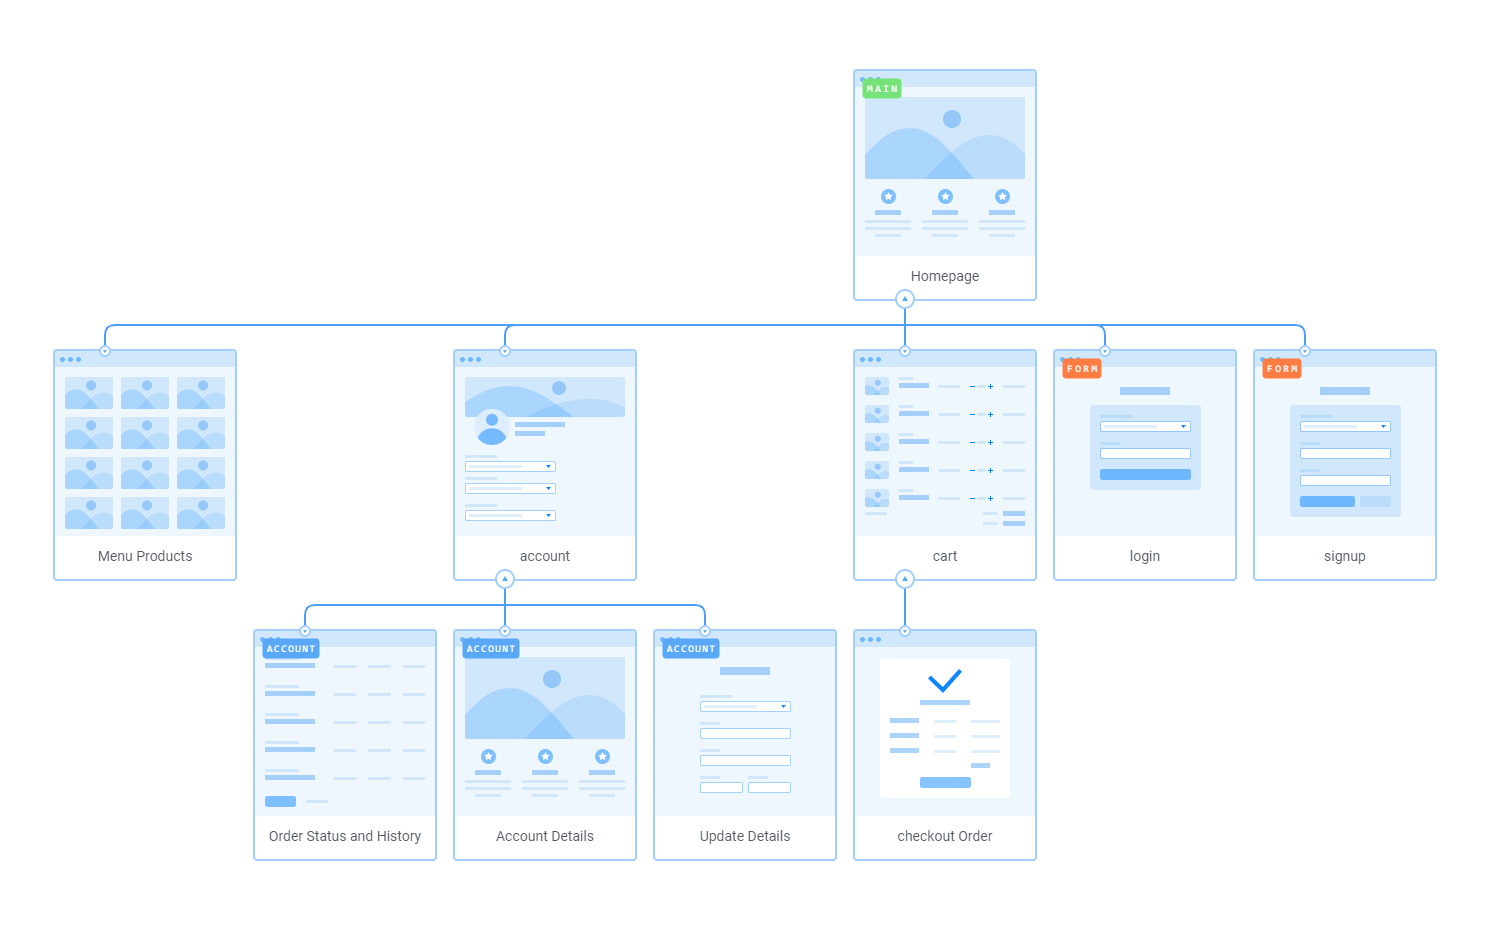 MAIN
Homepage
FORM
FORM
Menu Products
account
cart
login
signup
ACCOUNT
ACCOUNT
ACCOUNT
Order Status and History
Account Details
Update Details
checkout Order